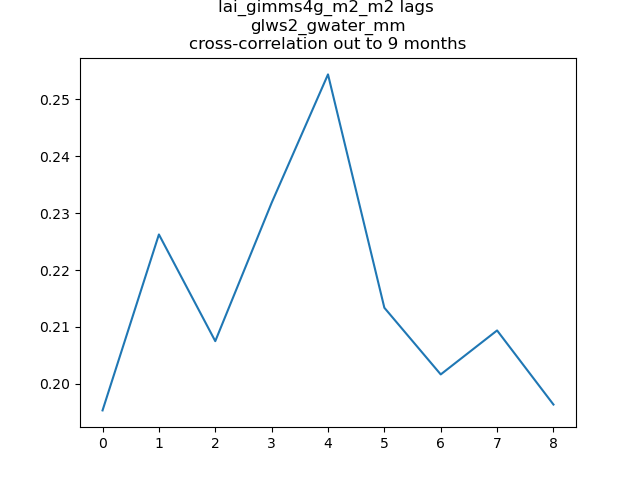 lai_gimms4g_m2_m2 lags
glws2_gwater_mm
cross-correlation out to 9 months
0.25
0.24
0.23
0.22
0.21
0.20
0 1 2 3 4 5 6 7 8